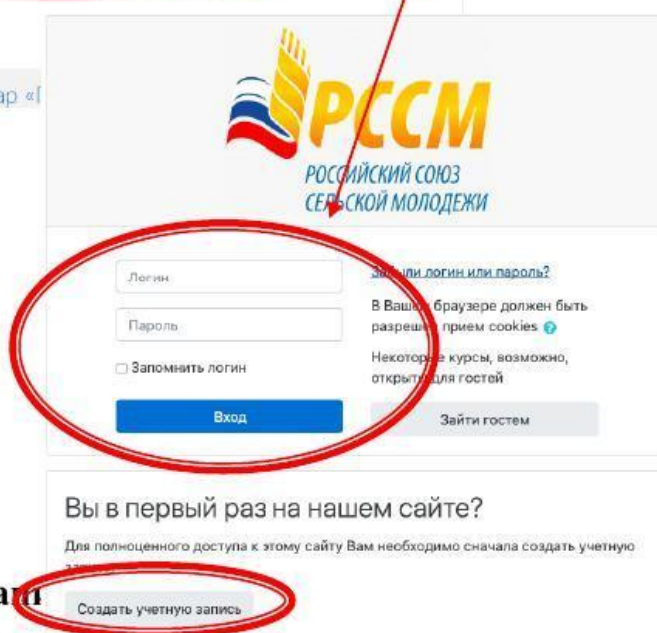 РССМ
РОССИЙСКИЙ СОЮЗ
СЕЛЬСКОЙ МОЛОДЕЖИ
Логин
Пароль
Запомнить логин
Вход
Забыли логин или пароль?
В Вашем браузере должен быть
разрешен прием cookies
Некоторые курсы, возможно,
открыты для гостей
Зайти гостем
Вы в первый раз на нашем сайте?
Для полноценного доступа к этому сайту Вам необходимо сначала создать учетную
Создать учетную запись